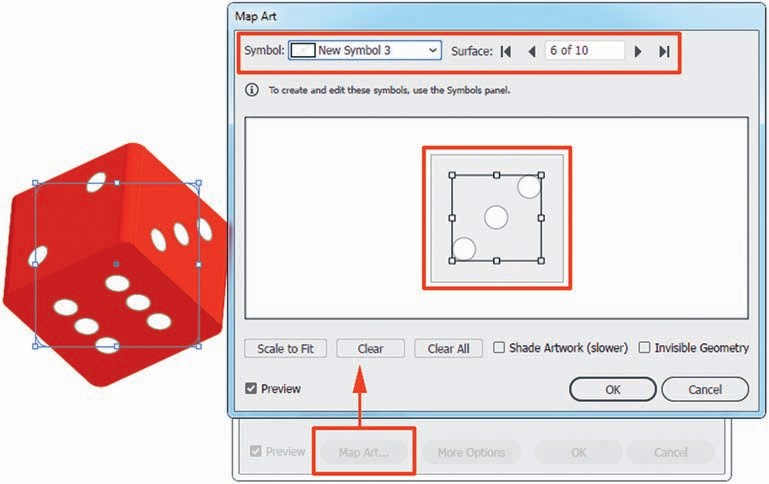 Map Art
Symbol: New Symbol 3 Surface: 6 of 10
To create and edit these symbols, use the Symbols panel.
Scale to Fit Clear Clear All Shade Artwork (slower) Invisible Geometry
Preview OK Cancel
Preview Map Art... More Options OK Cancel